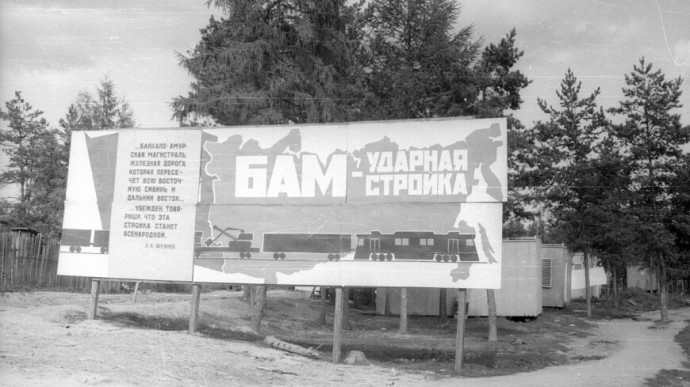 ...БАЙКАЛО-АМУР
СКАЯ МАГИСТРАЛЬ
ЖЕЛЕЗНАЯ ДОРОГА,
КОТОРАЯ ПЕРЕСЕ-
ЧЕТ ВСЮ ВОСТОЧ-
НУЮ СИБИРЬ И
ДАЛЬНИЙ ВОСТОК...
...УБЕЖДЕН, ТОВА-
РИЩИ, ЧТО ЭТА
СТРОЙКА СТАНЕТ
ВСЕНАРОДНОЙ.
Л.И. БРЕЖНЕВ
БАМ-УДАРНАЯ
СТРОЙКА